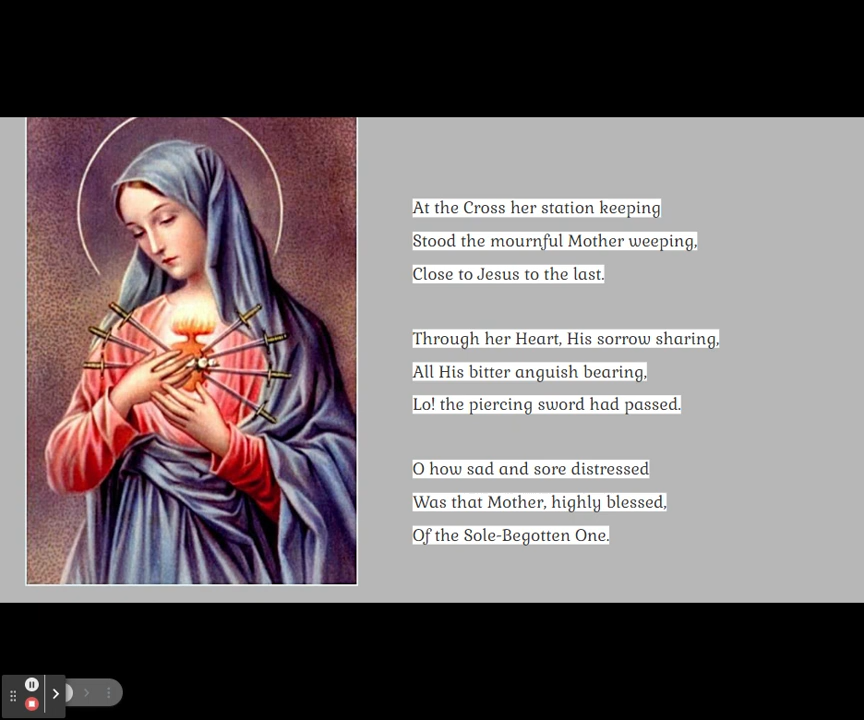 At the Cross her station keeping
Stood the mournful Mother weeping,
Close to Jesus to the last.
Through her Heart, His sorrow sharing,
All His bitter anguish bearing,
Lo! the piercing sword had passed.
O how sad and sore distressed
Was that Mother, highly blessed,
Of the Sole-Begotten One.